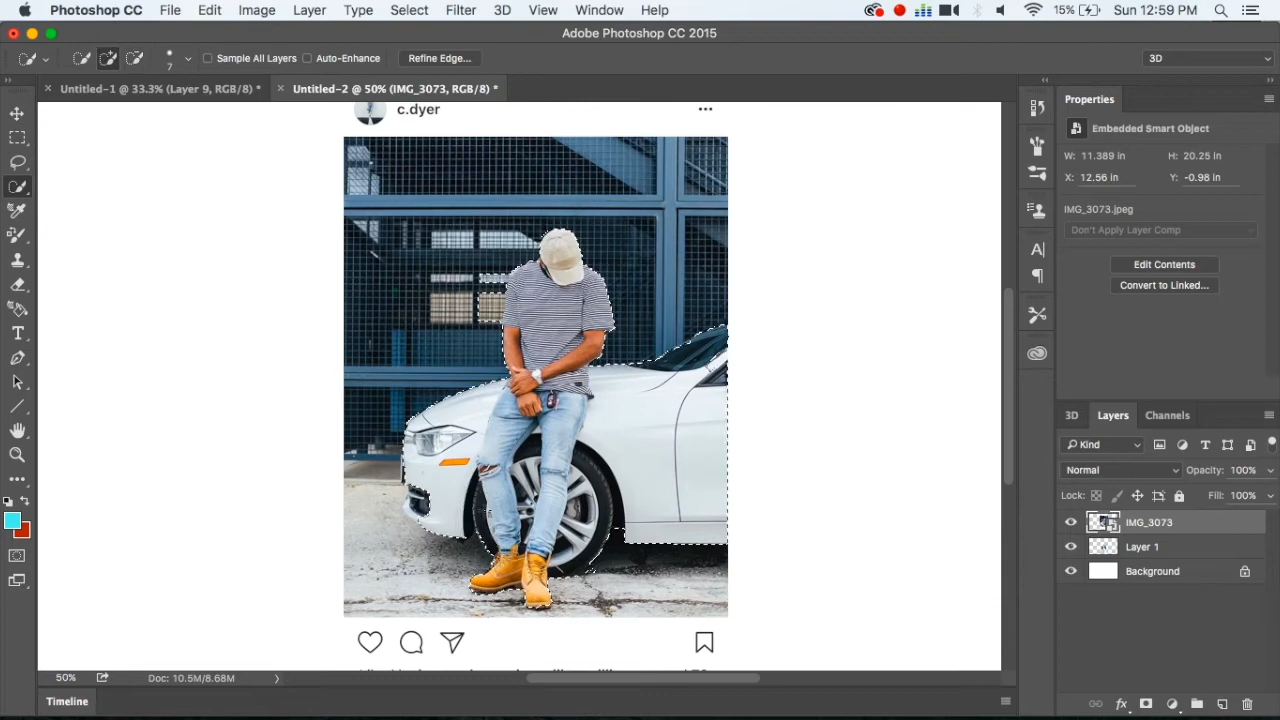 Photoshop CC File Edit Image Layer Type Select Filter 3D View Window Help 15% Sun 12:59 PM
Adobe Photoshop CC 2015
7 Sample All Layers Auto-Enhance Refine Edge... 3D
Untitled-1 @ 33.3% (Layer 9, RGB/8) * Untitled-2 @ 50% (IMG_3073, RGB/8) *
c.dyer
Properties
Embedded Smart Object
W: 11.389 in H: 20.25 in
X: 12.56 in Y: -0.98 in
IMG_3073.jpeg
Don't Apply Layer Comp
Edit Contents
Convert to Linked...
3D Layers Channels
Kind
Normal Opacity: 100%
Lock: Fill: 100%
IMG_3073
Layer 1
Background
50% Doc: 10.5M/8.68M
Timeline